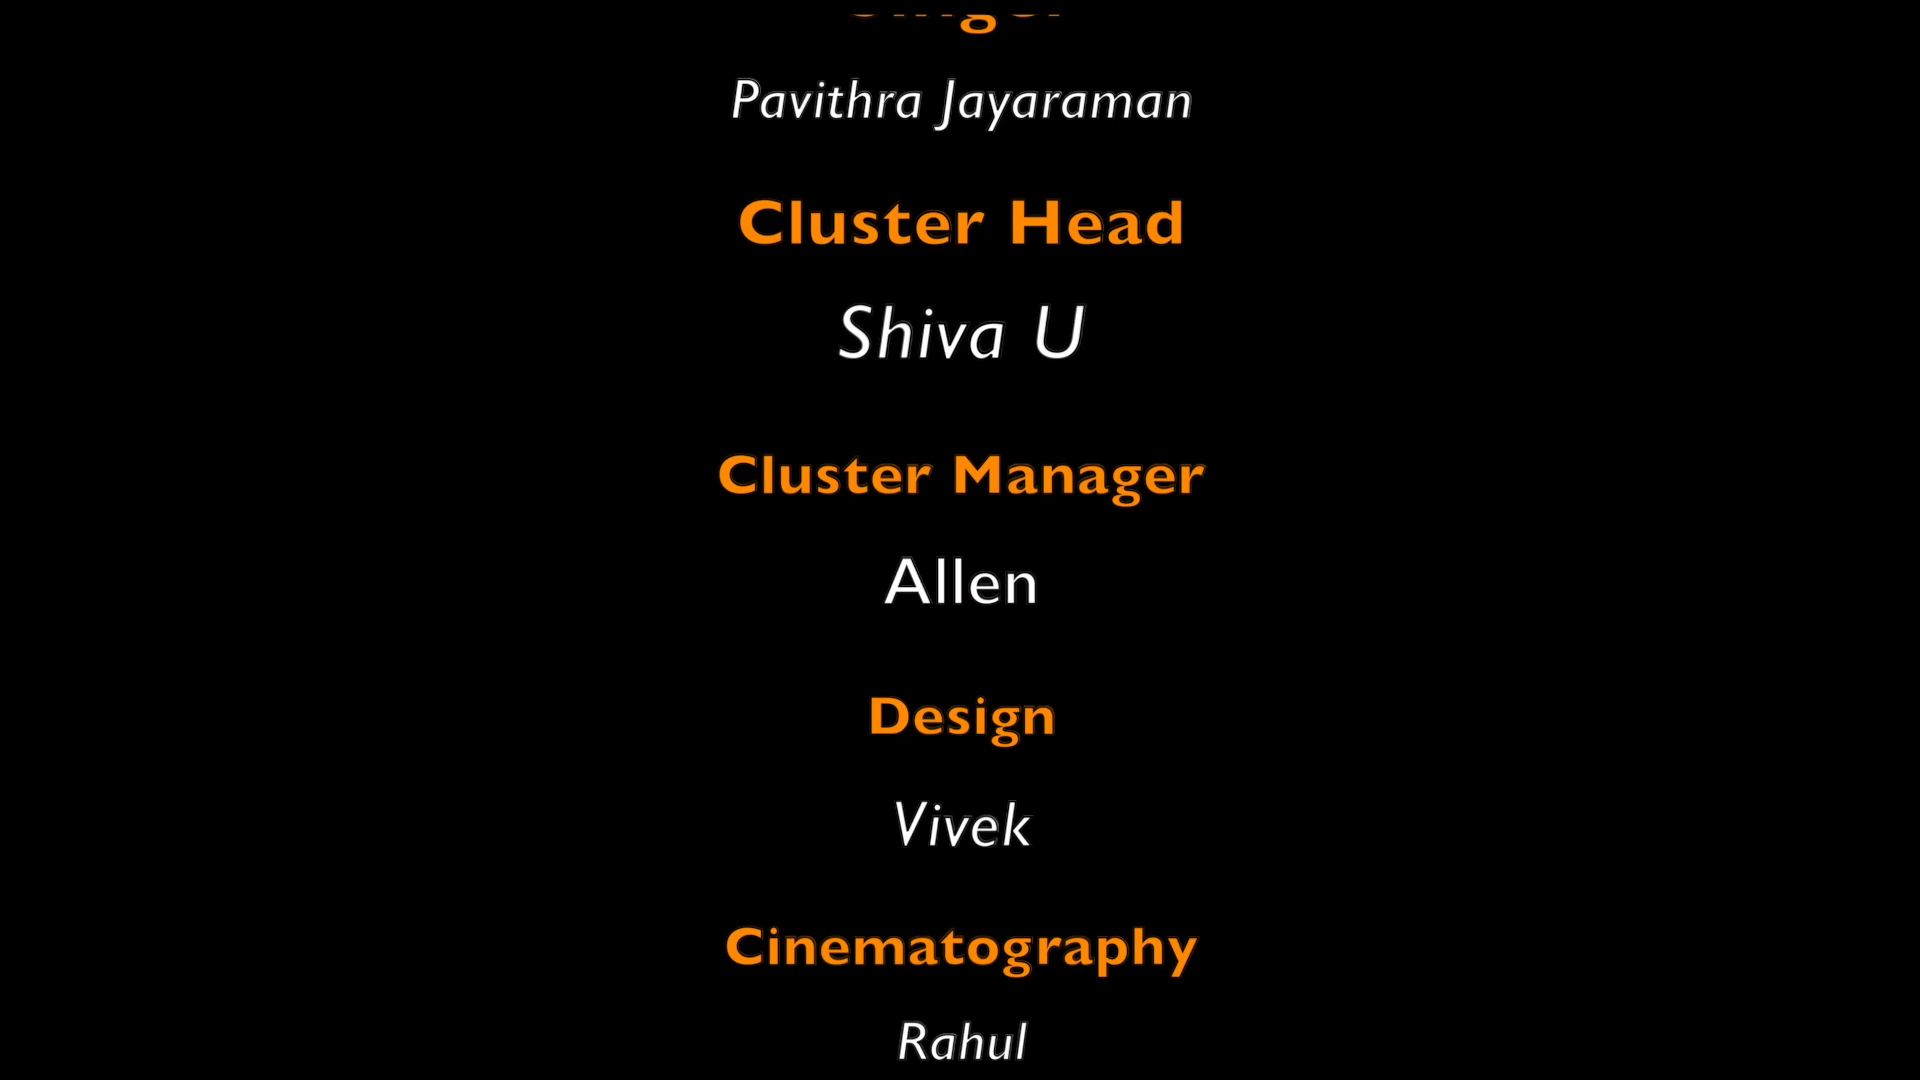 Pavithra Jayaraman
Cluster Head
Shiva U
Cluster Manager
Allen
Design
Vivek
Cinematography
Rahul